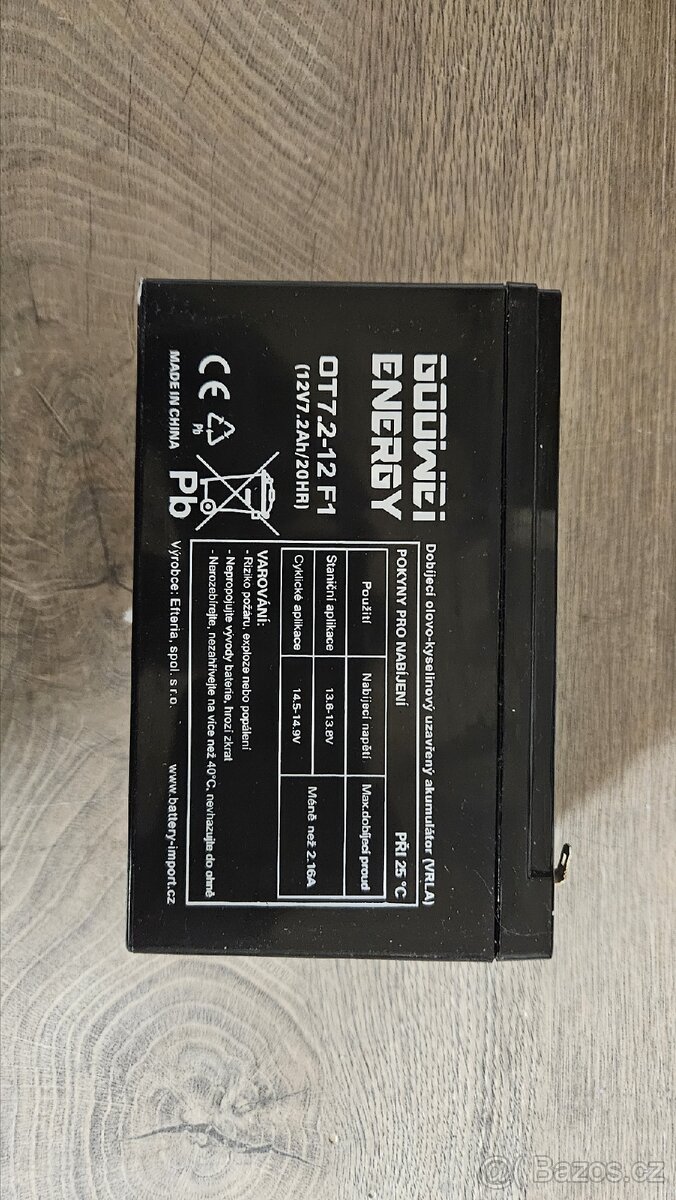 GOOWEI
ENERGY
OT7.2-12 F1
(12V7.2Ah/20HR)
Pb
Pb
MADE IN CHINA
Dobíjecí olovo-kyselinový uzavřený akumulátor (VRLA)
POKYNY PRO NABÍJENÍ PŘI 25 °C
Použití Nabíjecí napětí Max.dobíjecí proud
Staniční aplikace 13.6-13.8V Méně než 2.16A
Cyklické aplikace 14.5-14.9V
VAROVÁNÍ:
- Riziko požáru, exploze nebo popálení
- Nepropojujte vývody baterie, hrozí zkrat
- Nerozebírejte, nezahřívejte na více než 40°C, nevhazujte do ohně
Výrobce: Efteria, spol. s r.o. www.battery-import.cz
Bazos.cz